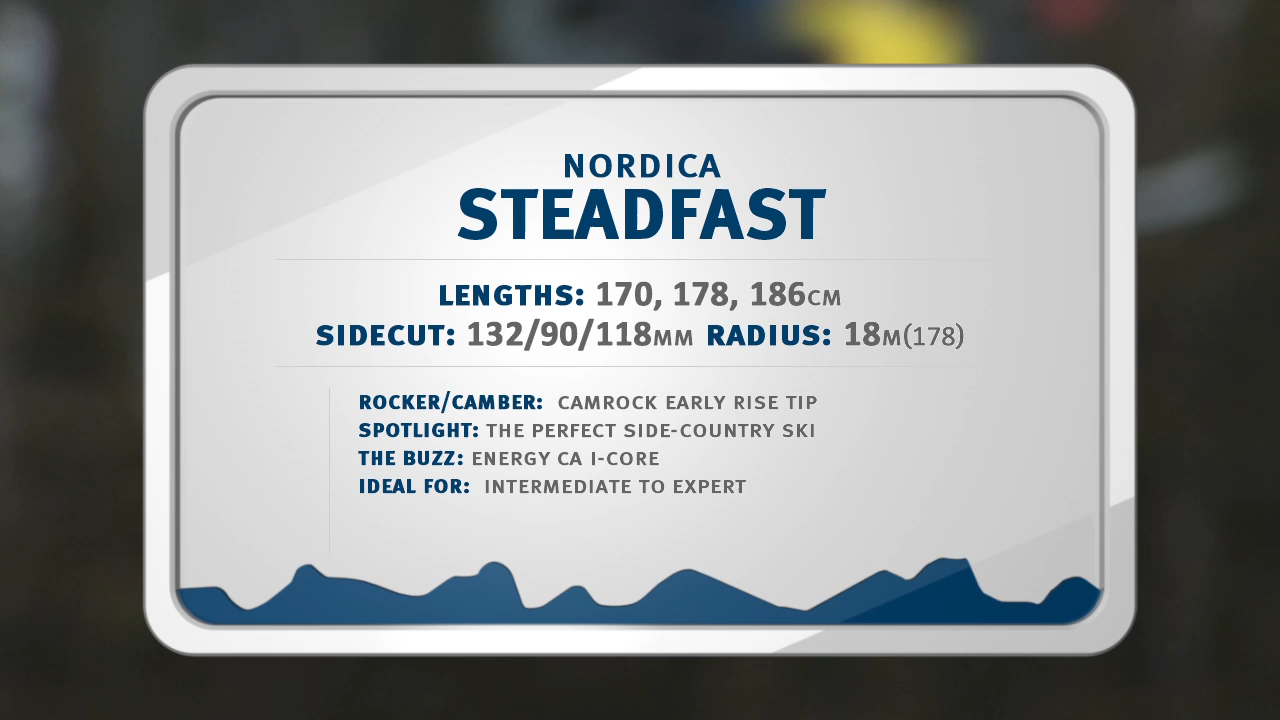 NORDICA
STEADFAST
LENGTHS: 170, 178, 186CM
SIDECUT: 132/90/118MM RADIUS: 18M(178)
ROCKER/CAMBER: CAMROCK EARLY RISE TIP
SPOTLIGHT: THE PERFECT SIDE-COUNTRY SKI
THE BUZZ: ENERGY CA I-CORE
IDEAL FOR: INTERMEDIATE TO EXPERT